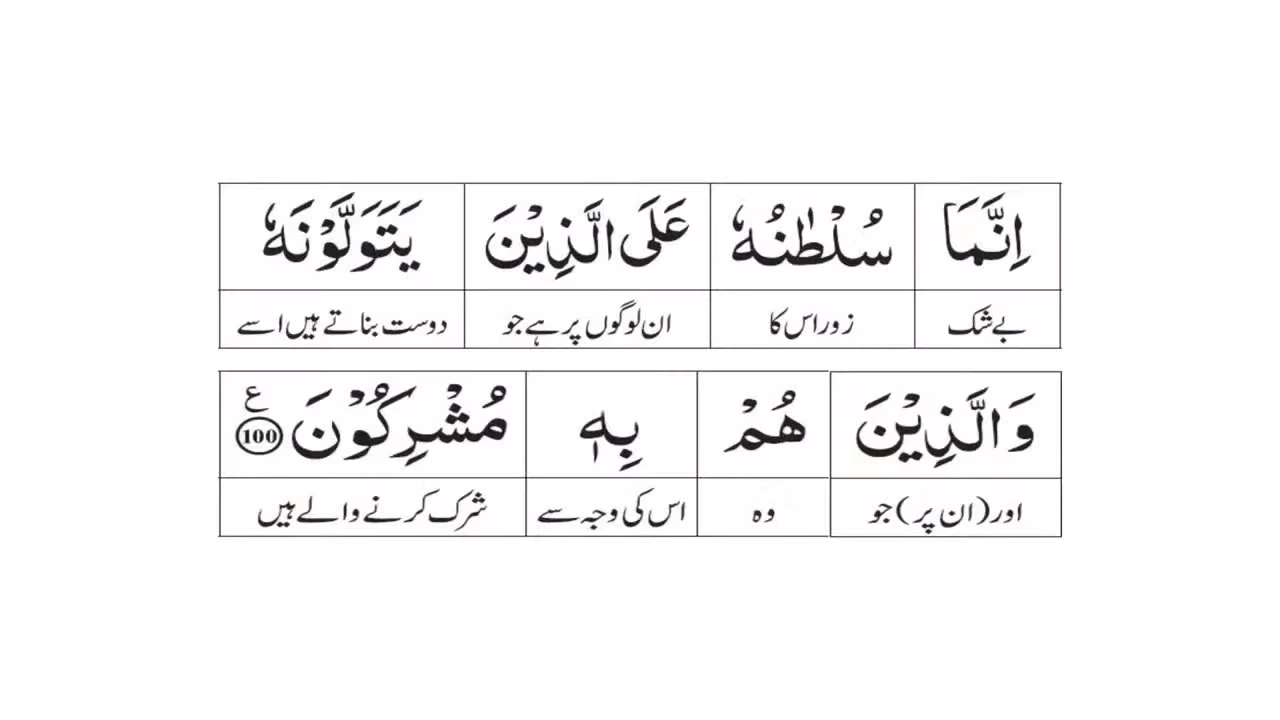 اِنَّمَا سُلْطٰنُهٗ عَلَى الَّذِيْنَ يَتَوَلَّوْنَهٗ
بے شک زور اس کا ان لوگوں پر ہے جو دوست بناتے ہیں اسے
وَالَّذِيْنَ هُمْ بِهٖ مُشْرِكُوْنَ 100 ع
اور (ان پر) جو وہ اس کی وجہ سے شرک کرنے والے ہیں